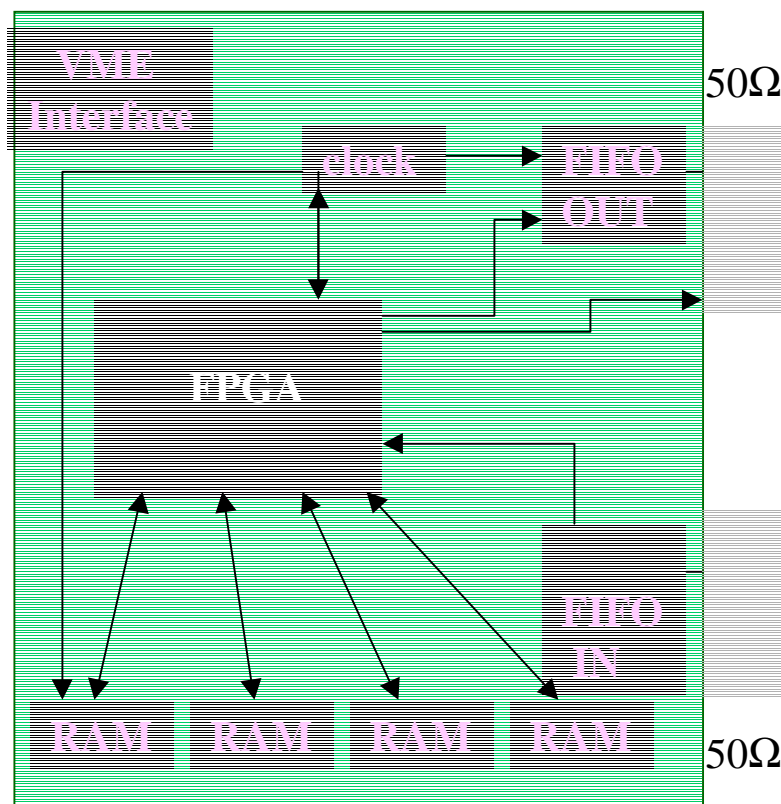 VME
Interface
50Ω
clock
FIFO
OUT
FPGA
FIFO
IN
RAM RAM RAM RAM
50Ω